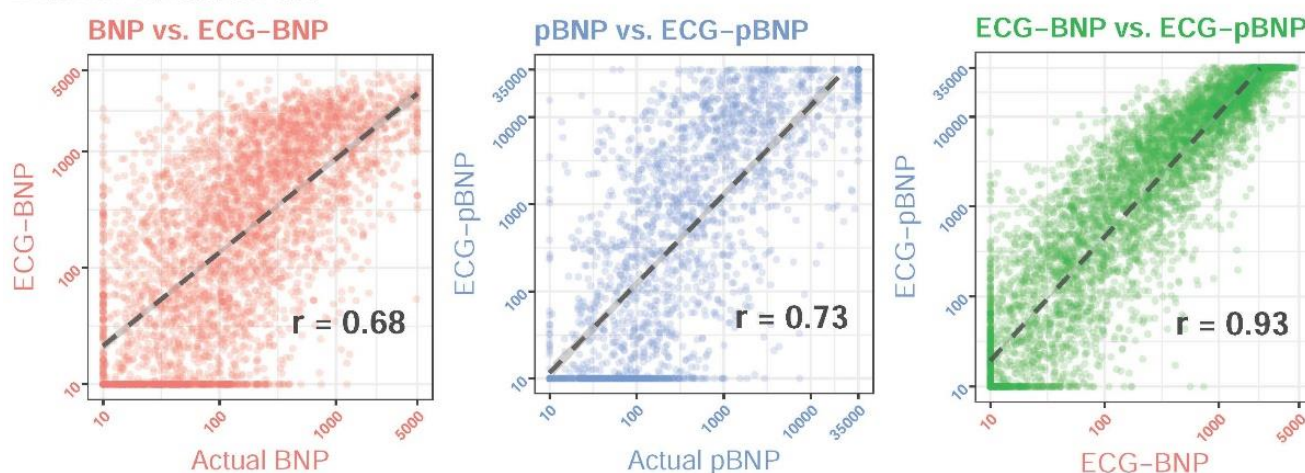 BNP vs. ECG–BNP
5000
1000
100
10
ECG–BNP
r = 0.68
10
100
1000
5000
Actual BNP
pBNP vs. ECG–pBNP
35000
10000
1000
100
10
ECG–pBNP
r = 0.73
10
100
1000
10000
35000
Actual pBNP
ECG–BNP vs. ECG–pBNP
35000
10000
1000
100
10
ECG–pBNP
r = 0.93
10
100
1000
5000
ECG–BNP